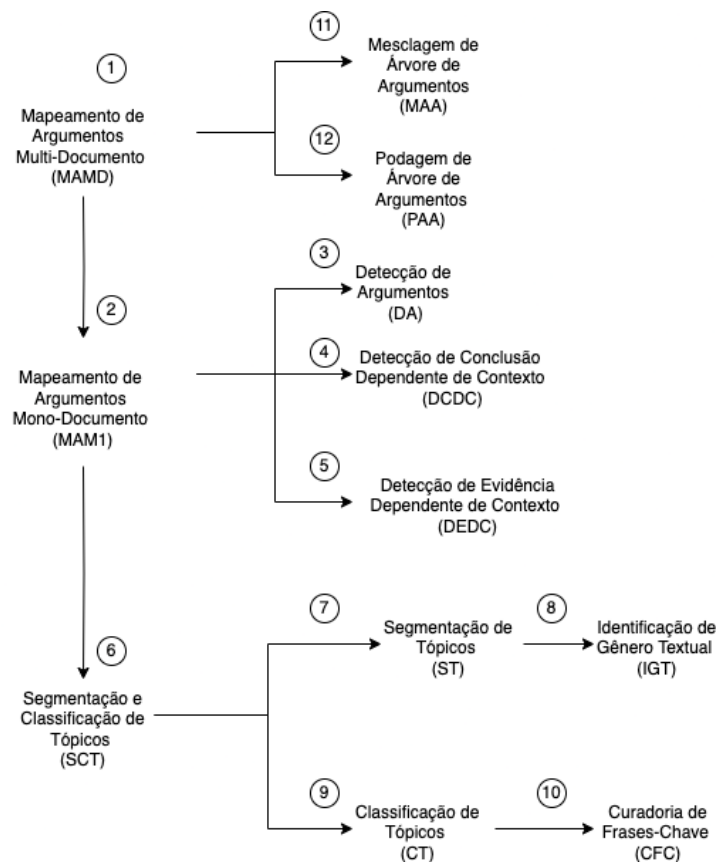 1
Mapeamento de
Argumentos
Multi-Documento
(MAMD)
11
Mesclagem de
Árvore de
Argumentos
(MAA)
12
Podagem de
Árvore de
Argumentos
(PAA)
2
Mapeamento de
Argumentos
Mono-Documento
(MAM1)
3
Detecção de
Argumentos
(DA)
4
Detecção de Conclusão
Dependente de Contexto
(DCDC)
5
Detecção de Evidência
Dependente de Contexto
(DEDC)
6
Segmentação e
Classificação de
Tópicos
(SCT)
7
Segmentação de
Tópicos
(ST)
8
Identificação de
Gênero Textual
(IGT)
9
Classificação de
Tópicos
(CT)
10
Curadoria de
Frases-Chave
(CFC)